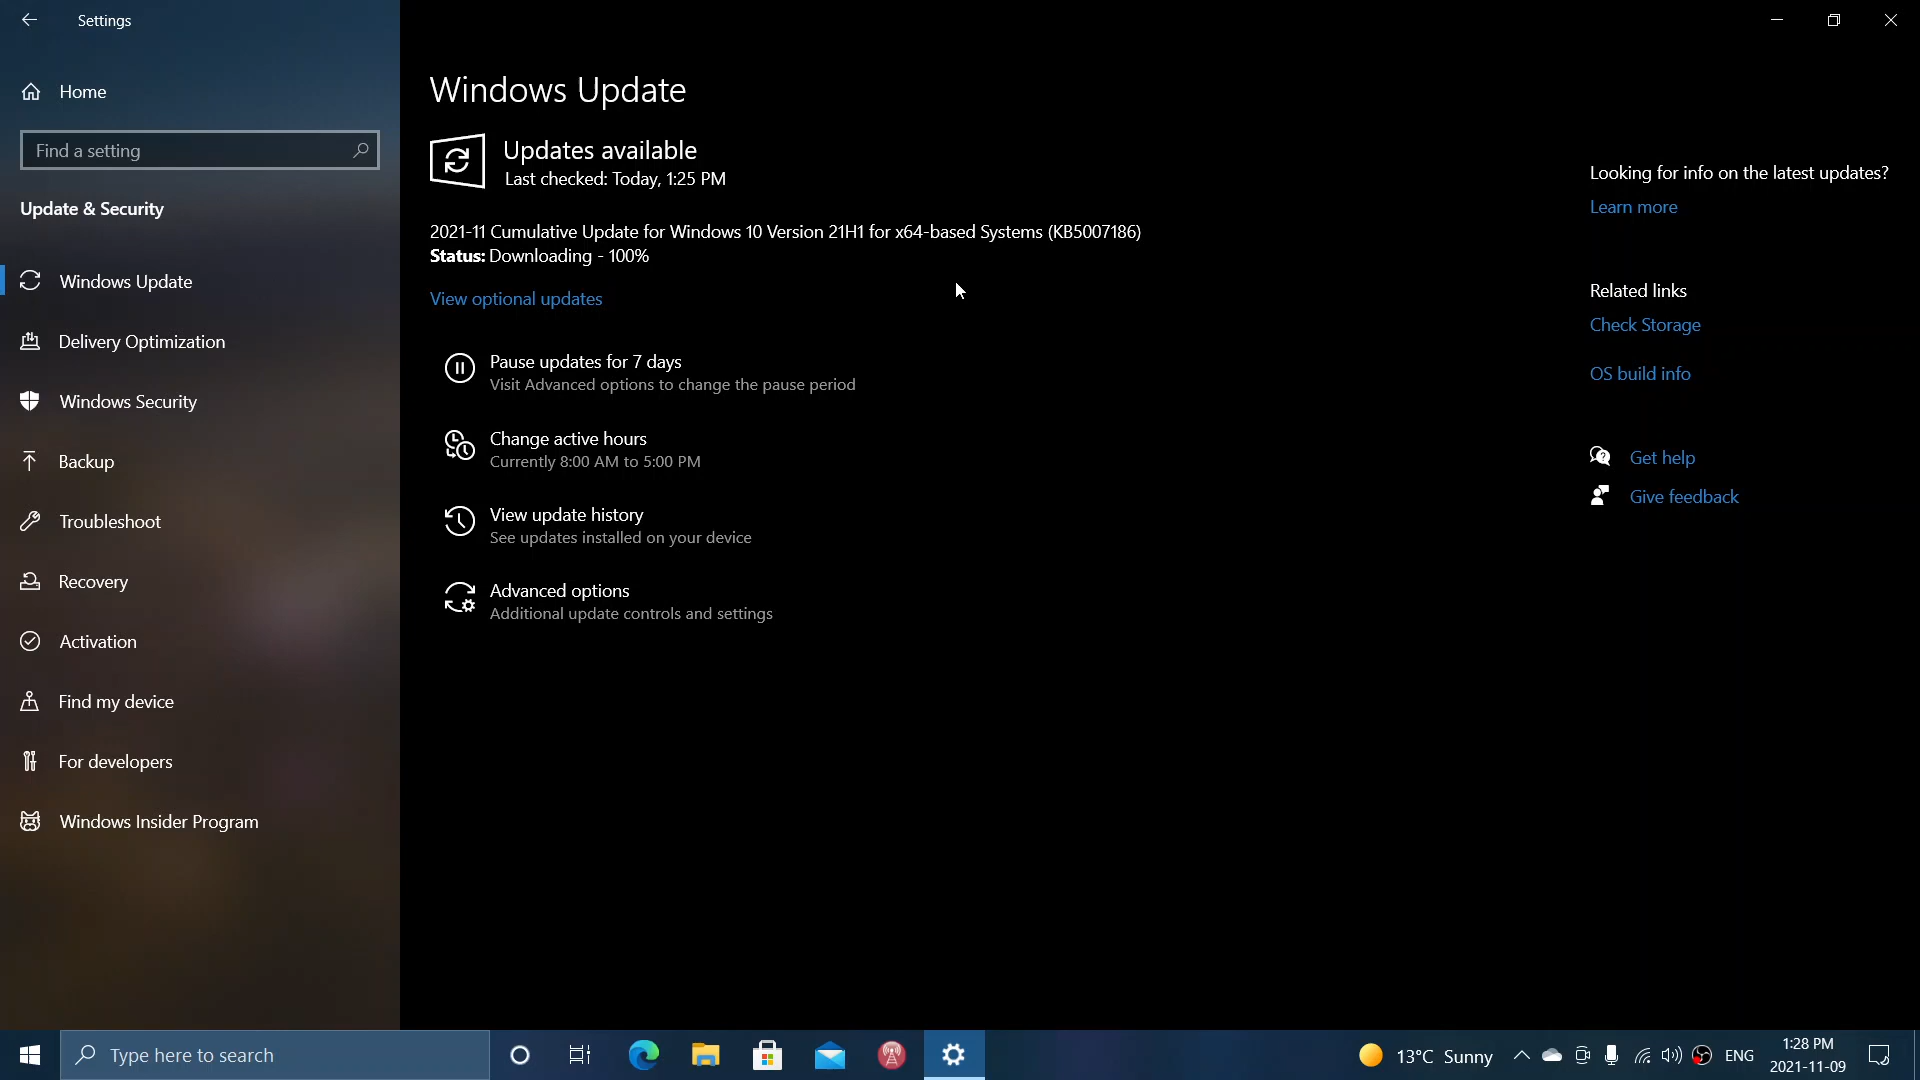 Settings
Home
Find a setting
Update & Security
Windows Update
Delivery Optimization
Windows Security
Backup
Troubleshoot
Recovery
Activation
Find my device
For developers
Windows Insider Program
Windows Update
Updates available
Last checked: Today, 1:25 PM
2021-11 Cumulative Update for Windows 10 Version 21H1 for x64-based Systems (KB5007186)
Status: Downloading - 100%
View optional updates
Pause updates for 7 days
Visit Advanced options to change the pause period
Change active hours
Currently 8:00 AM to 5:00 PM
View update history
See updates installed on your device
Advanced options
Additional update controls and settings
Looking for info on the latest updates?
Learn more
Related links
Check Storage
OS build info
Get help
Give feedback
Type here to search
13°C Sunny
ENG
1:28 PM
2021-11-09